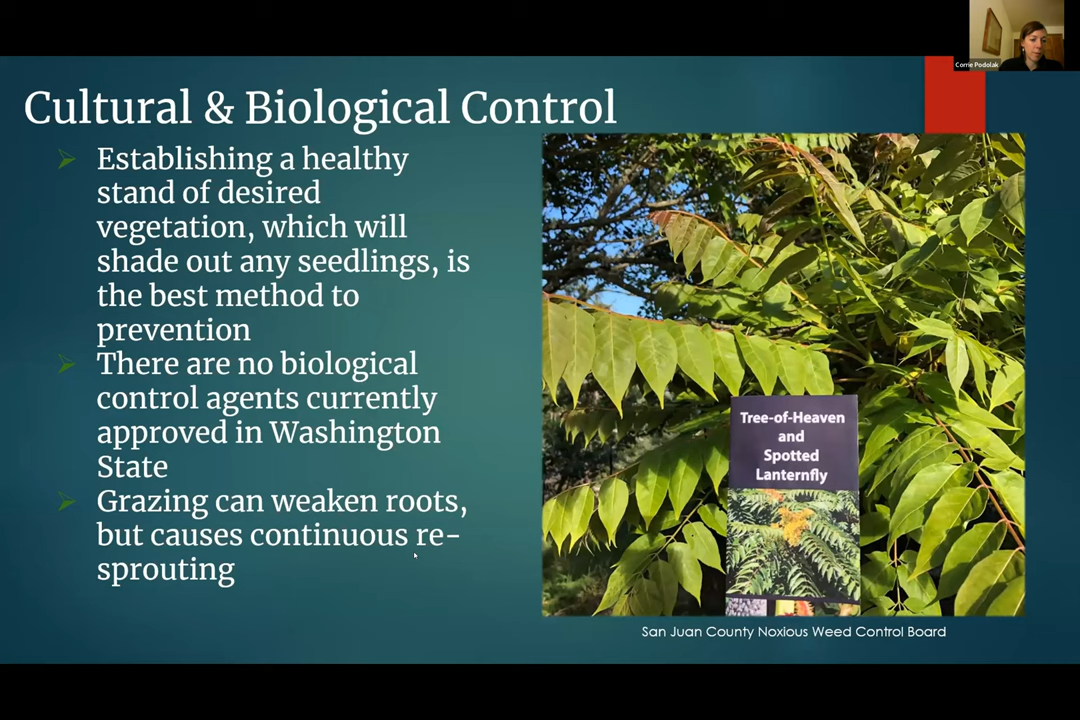 Corrie Podolak
Cultural & Biological Control
Establishing a healthy
stand of desired
vegetation, which will
shade out any seedlings, is
the best method to
prevention
There are no biological
control agents currently
approved in Washington
State
Grazing can weaken roots,
but causes continuous re-
sprouting
Tree-of-Heaven
and
Spotted
Lanternfly
San Juan County Noxious Weed Control Board